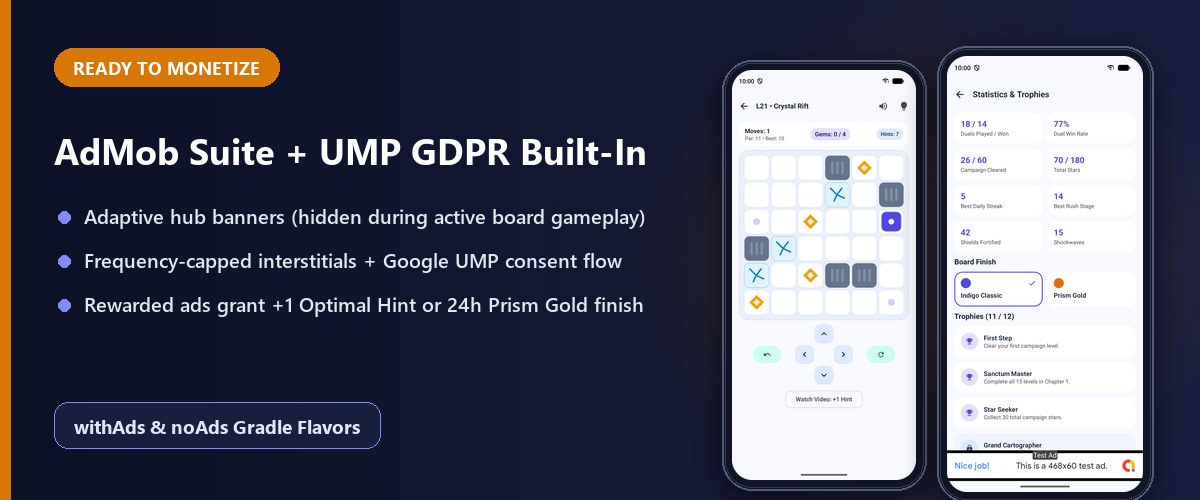 READY TO MONETIZE
AdMob Suite + UMP GDPR Built-In
Adaptive hub banners (hidden during active board gameplay)
Frequency-capped interstitials + Google UMP consent flow
Rewarded ads grant +1 Optimal Hint or 24h Prism Gold finish
withAds & noAds Gradle Flavors
10:00
L21 • Crystal Rift
Moves: 1
Par: 11 • Best: 10
Gems: 0 / 4
Hints: 7
Watch Video: +1 Hint
10:00
Statistics & Trophies
18 / 14
Duels Played / Won
77%
Duel Win Rate
26 / 60
Campaign Cleared
70 / 180
Total Stars
5
Best Daily Streak
14
Best Rush Stage
42
Shields Fortified
15
Shockwaves
Board Finish
Indigo Classic
Prism Gold
Trophies (11 / 12)
First Step
Clear your first campaign level.
Sanctum Master
Complete all 15 levels in Chapter 1.
Star Seeker
Collect 30 total campaign stars.
Grand Cartographer
Test Ad
Nice job!
This is a 468x60 test ad.